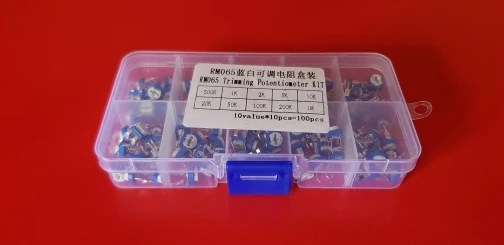 RM065蓝白可调电阻盒装
RM065 Trimming Potentiometer KIT
500R 1K 2K 5K 10K
20K 50K 100K 200K 1M
10value*10pcs=100pcs